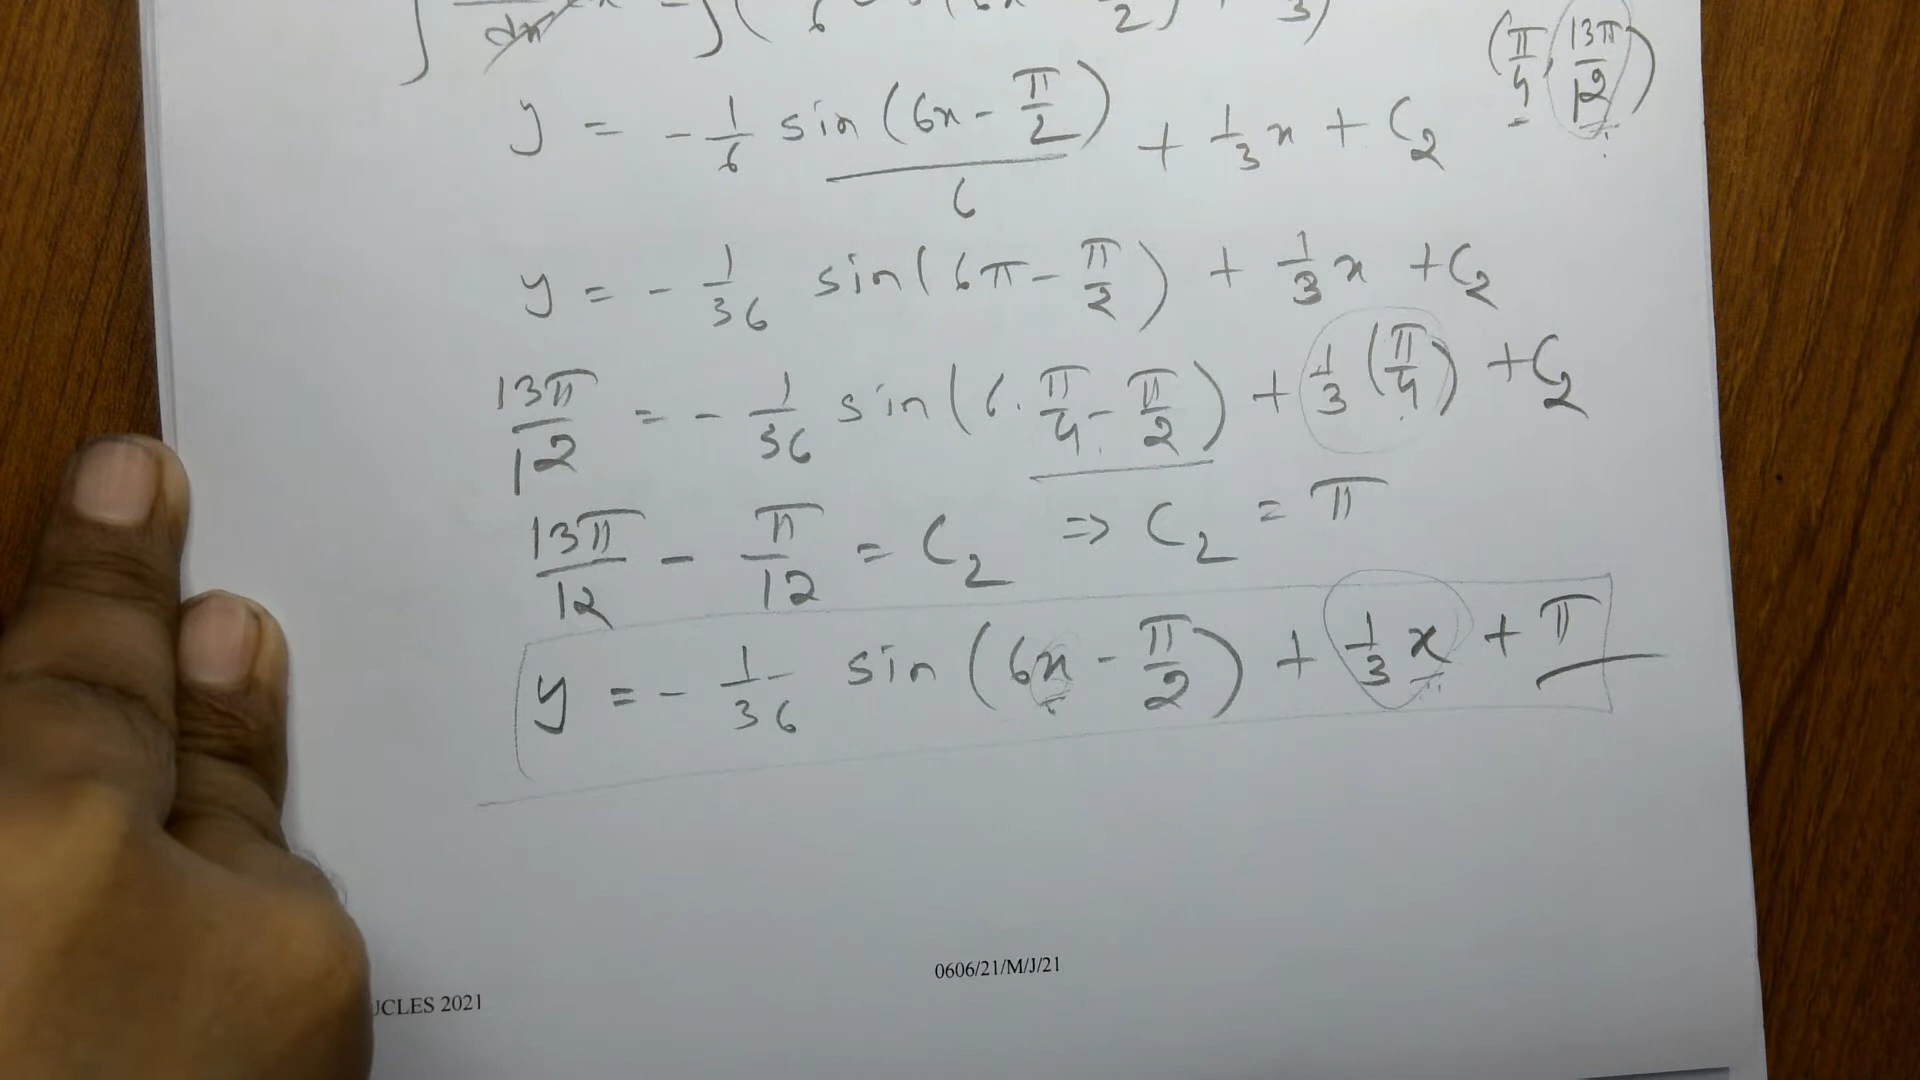 y = - 1/6 sin(6x - π/2)/6 + 1/3 x + C₂
(π/4, 13π/12)
y = - 1/36 sin(6π - π/2) + 1/3 x + C₂
13π/12 = - 1/36 sin(6 · π/4 - π/2) + 1/3 (π/4) + C₂
13π/12 - π/12 = C₂ ⇒ C₂ = π
y = - 1/36 sin(6x - π/2) + 1/3 x + π
0606/21/M/J/21
UCLES 2021